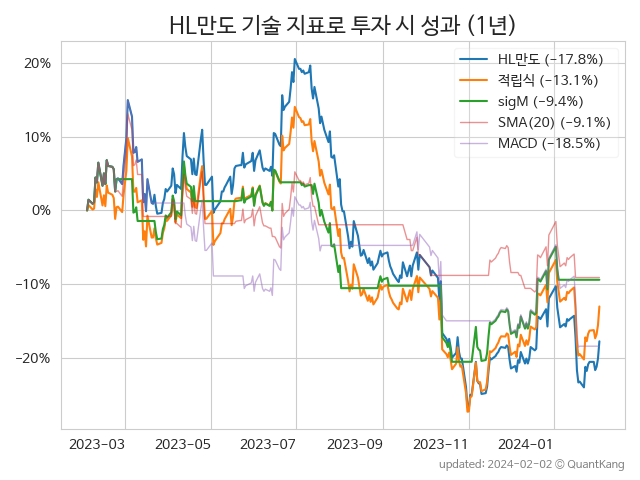 HL만도 기술 지표로 투자 시 성과 (1년)
HL만도 (−17.8%)
적립식 (−13.1%)
sigM (−9.4%)
SMA(20) (−9.1%)
MACD (−18.5%)
20%
10%
0%
−10%
−20%
2023-03 2023-05 2023-07 2023-09 2023-11 2024-01
updated: 2024-02-02 © QuantKang